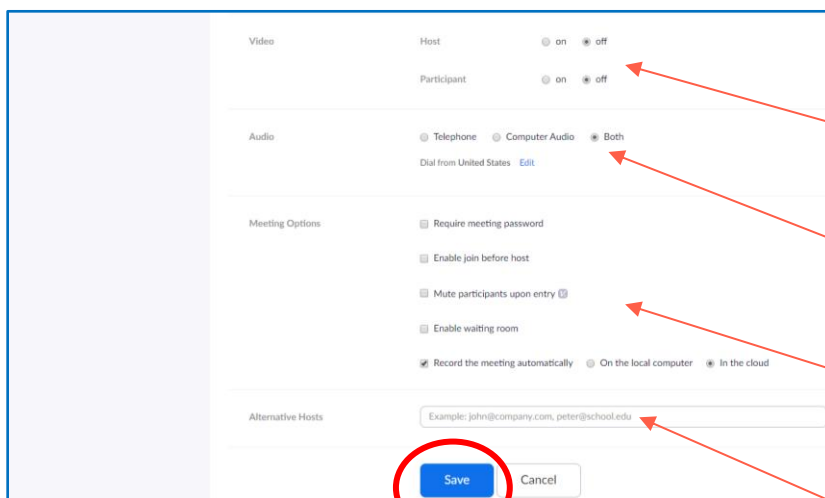 Video Host on off
Participant on off
Audio Telephone Computer Audio Both
Dial from United States Edit
Meeting Options Require meeting password
Enable join before host
Mute participants upon entry
Enable waiting room
Record the meeting automatically On the local computer In the cloud
Alternative Hosts Example: john@company.com, peter@school.edu
Save Cancel